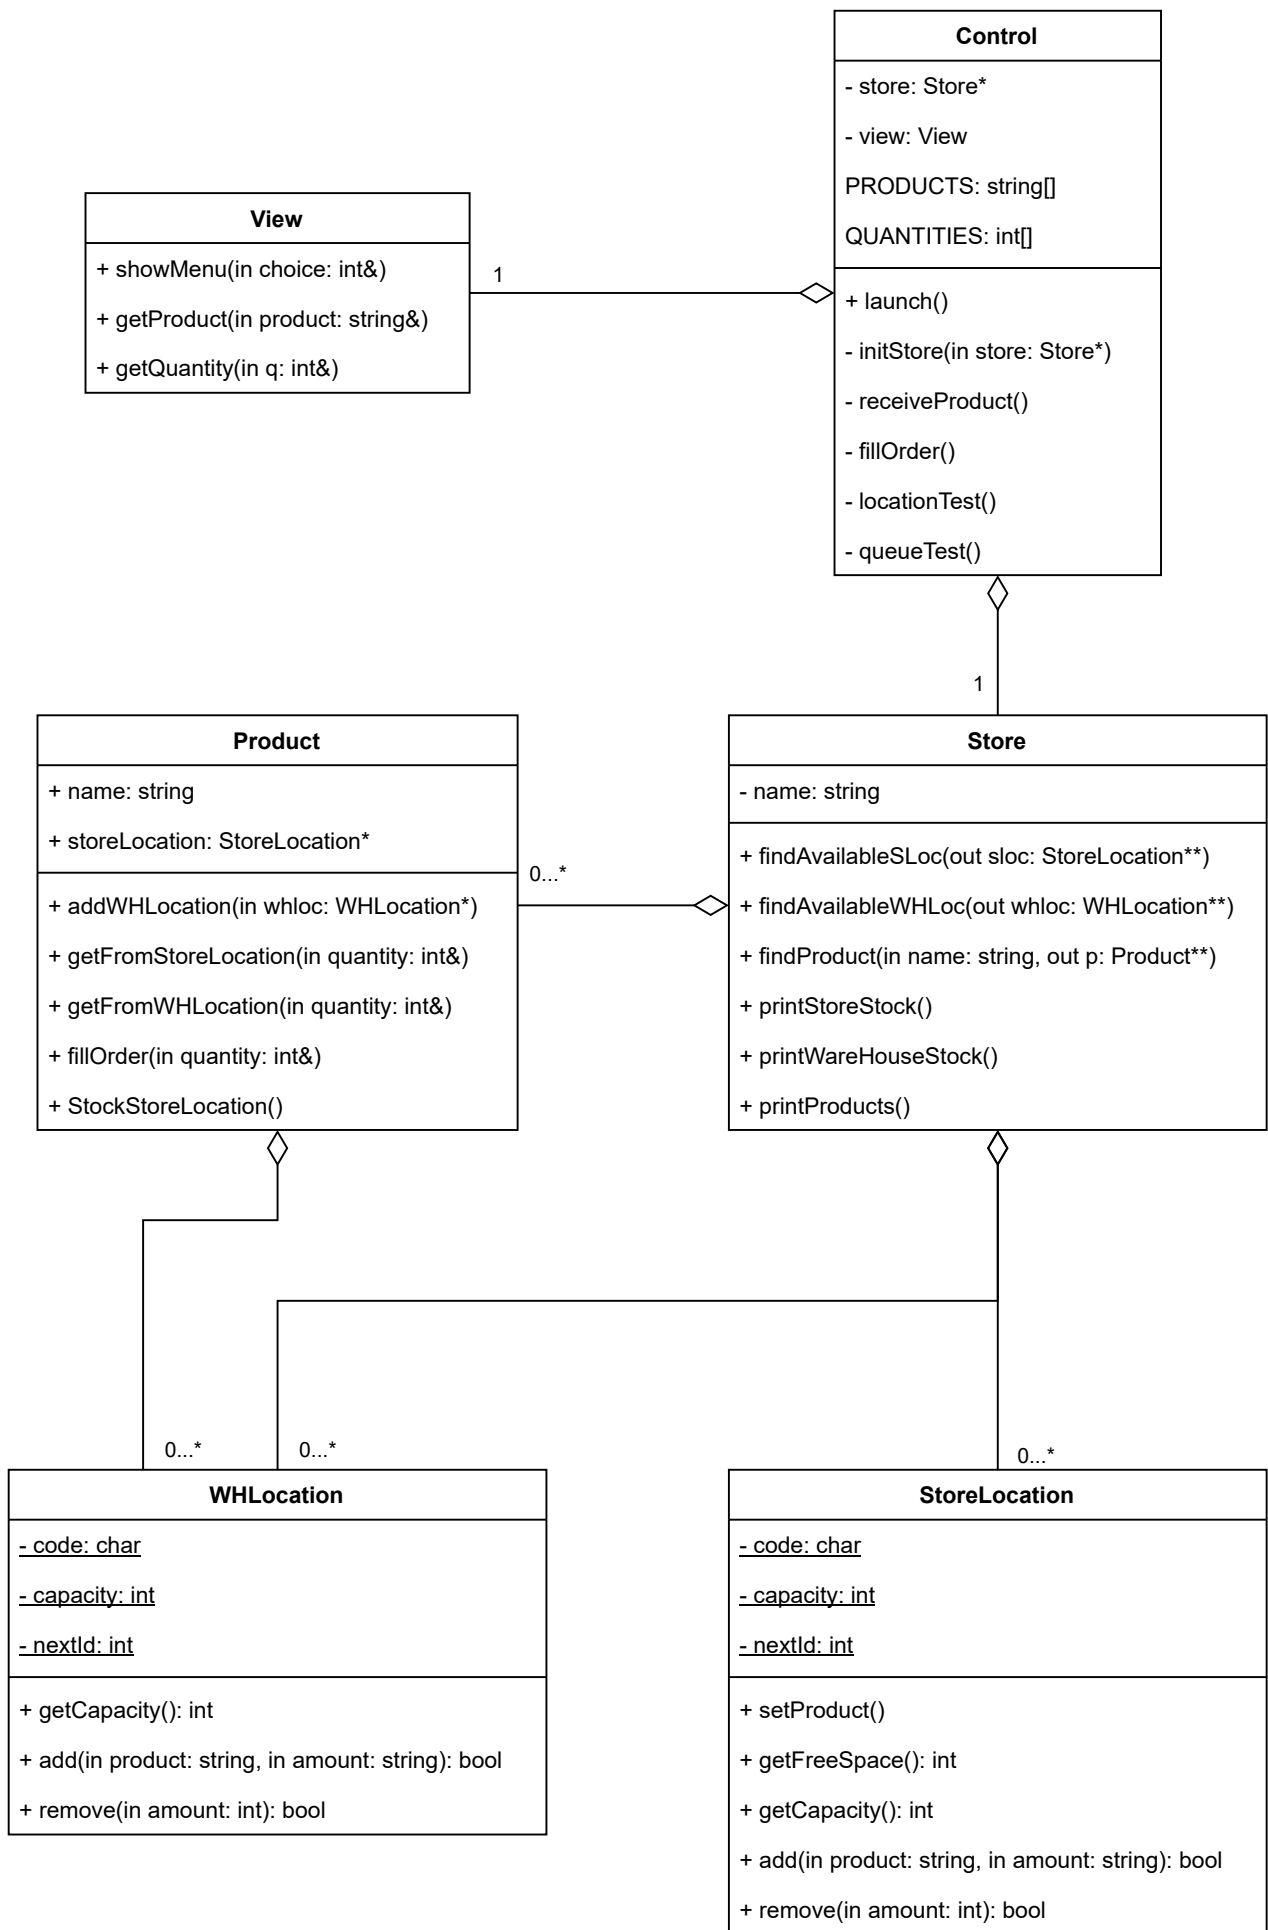 Control
- store: Store*
- view: View
PRODUCTS: string[]
QUANTITIES: int[]
+ launch()
- initStore(in store: Store*)
- receiveProduct()
- fillOrder()
- locationTest()
- queueTest()
View
+ showMenu(in choice: int&)
+ getProduct(in product: string&)
+ getQuantity(in q: int&)
1
1
Product
+ name: string
+ storeLocation: StoreLocation*
+ addWHLocation(in whloc: WHLocation*)
+ getFromStoreLocation(in quantity: int&)
+ getFromWHLocation(in quantity: int&)
+ fillOrder(in quantity: int&)
+ StockStoreLocation()
0...*
Store
- name: string
+ findAvailableSLoc(out sloc: StoreLocation**)
+ findAvailableWHLoc(out whloc: WHLocation**)
+ findProduct(in name: string, out p: Product**)
+ printStoreStock()
+ printWareHouseStock()
+ printProducts()
0...*
0...*
0...*
WHLocation
- code: char
- capacity: int
- nextId: int
+ getCapacity(): int
+ add(in product: string, in amount: string): bool
+ remove(in amount: int): bool
StoreLocation
- code: char
- capacity: int
- nextId: int
+ setProduct()
+ getFreeSpace(): int
+ getCapacity(): int
+ add(in product: string, in amount: string): bool
+ remove(in amount: int): bool